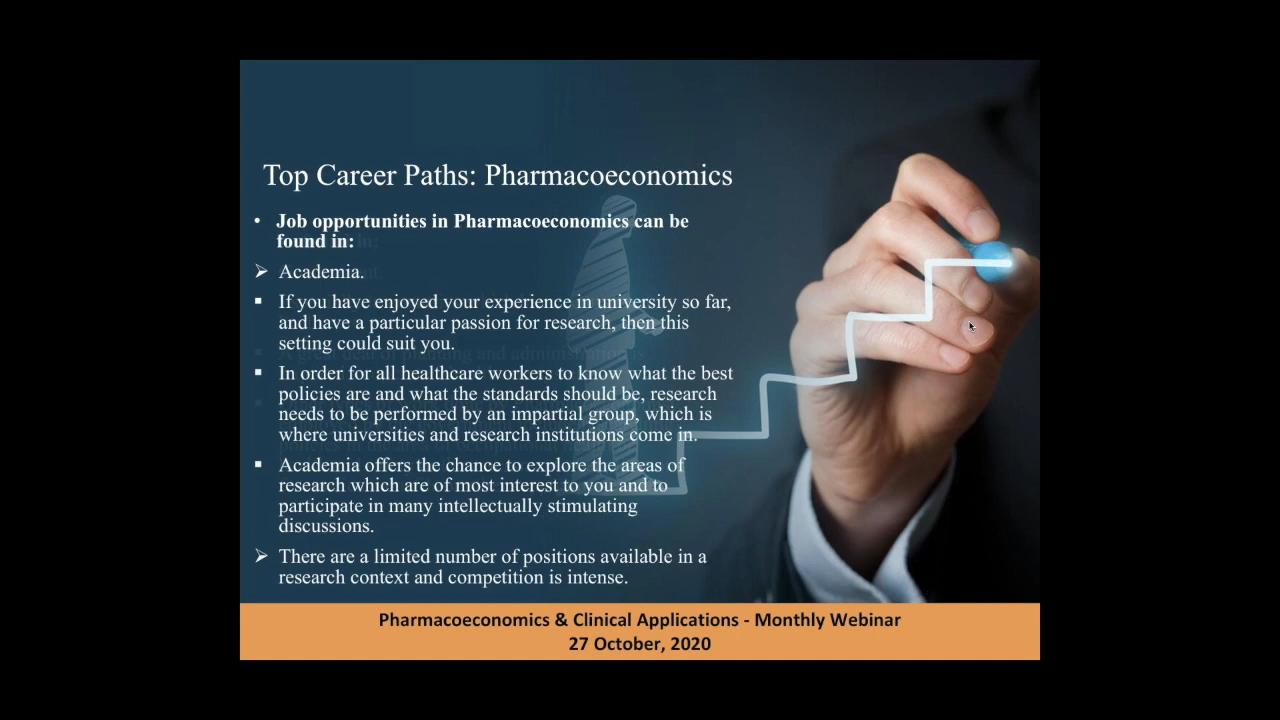 Top Career Paths: Pharmacoeconomics
• Job opportunities in Pharmacoeconomics can be
found in:
➢ Academia.
▪ If you have enjoyed your experience in university so far,
and have a particular passion for research, then this
setting could suit you.
▪ In order for all healthcare workers to know what the best
policies are and what the standards should be, research
needs to be performed by an impartial group, which is
where universities and research institutions come in.
▪ Academia offers the chance to explore the areas of
research which are of most interest to you and to
participate in many intellectually stimulating
discussions.
➢ There are a limited number of positions available in a
research context and competition is intense.
Pharmacoeconomics & Clinical Applications - Monthly Webinar
27 October, 2020